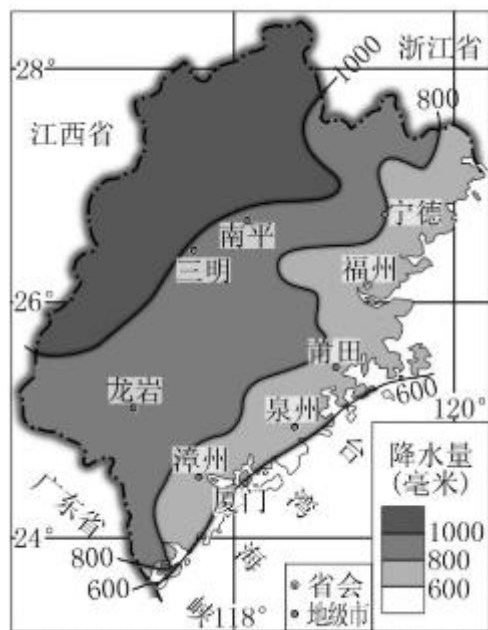 28°
浙江省
1000
800
江西省
宁德
南平
三明
福州
26°
莆田
600
龙岩
泉州
120°
台
漳州
降水量
(毫米)
厦门
湾
广东省
1000
24°
海
800
800
600
600
省会
峡
118°
地级市